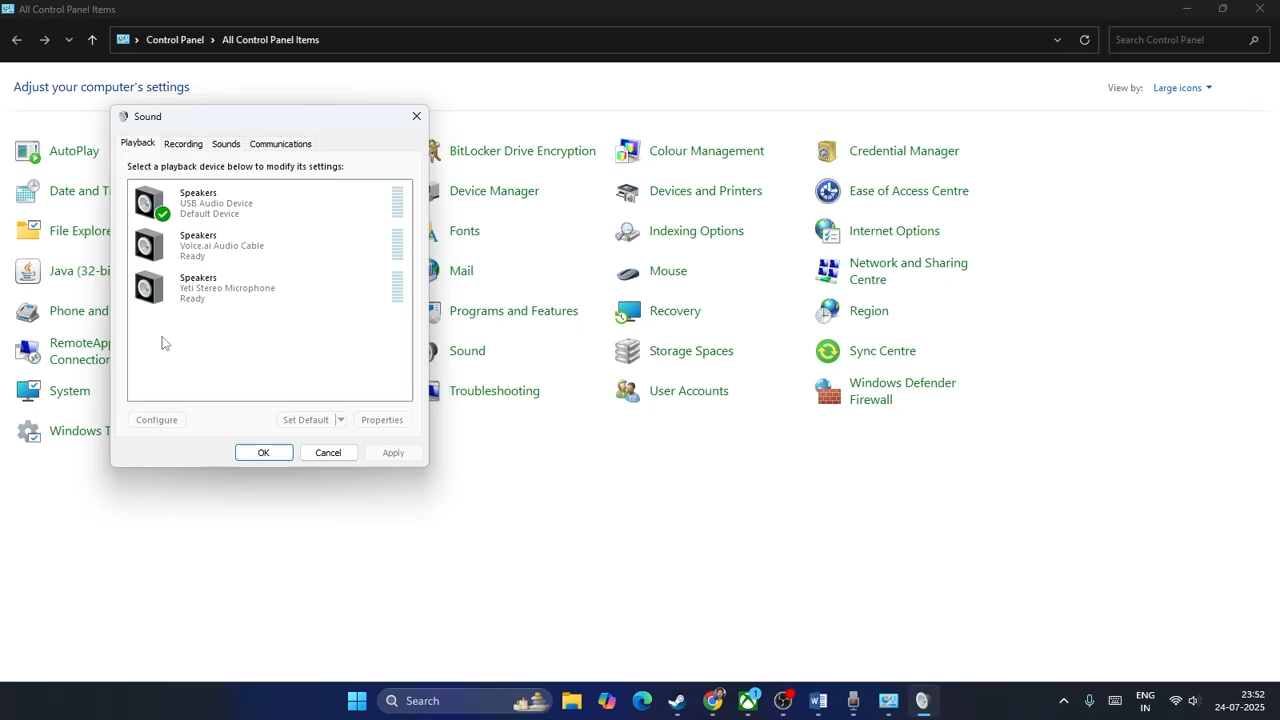 All Control Panel Items
Control Panel > All Control Panel Items
Search Control Panel
Adjust your computer's settings
View by: Large icons
Sound
Playback Recording Sounds Communications
Select a playback device below to modify its settings:
Speakers
USB Audio Device
Default Device
Speakers
Voice.ai Audio Cable
Ready
Speakers
Yeti Stereo Microphone
Ready
Configure Set Default Properties
OK Cancel Apply
AutoPlay
BitLocker Drive Encryption
Colour Management
Credential Manager
Date and Ti
Device Manager
Devices and Printers
Ease of Access Centre
File Explore
Fonts
Indexing Options
Internet Options
Java (32-bi
Mail
Mouse
Network and Sharing
Centre
Phone and
Programs and Features
Recovery
Region
RemoteApp
Connection
Sound
Storage Spaces
Sync Centre
System
Troubleshooting
User Accounts
Windows Defender
Firewall
Windows T
Search
1
ENG
IN
23:52
24-07-2025